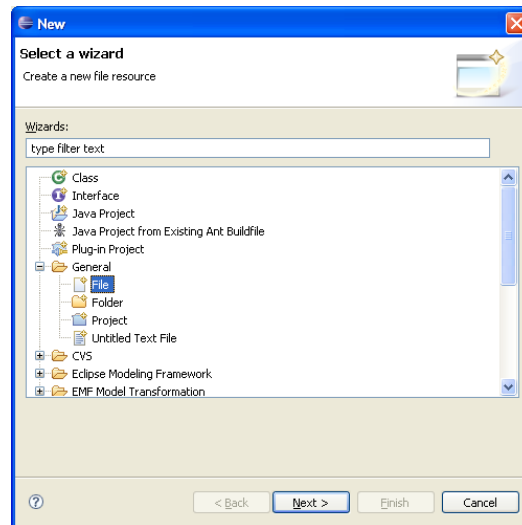 New
Select a wizard
Create a new file resource
Wizards:
type filter text
Class
Interface
Java Project
Java Project from Existing Ant Buildfile
Plug-in Project
General
File
Folder
Project
Untitled Text File
CVS
Eclipse Modeling Framework
EMF Model Transformation
< Back Next > Finish Cancel